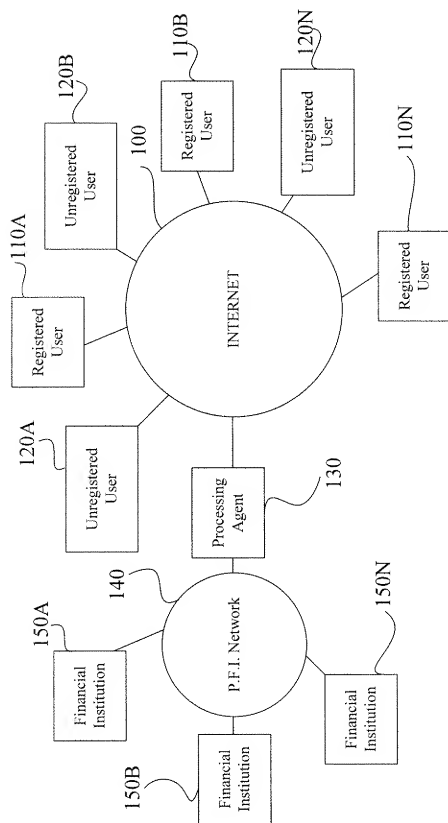 120B
Unregistered
User
110B
Registered
User
120N
Unregistered
User
110A
Registered
User
100
INTERNET
110N
Registered
User
120A
Unregistered
User
Processing
Agent
130
140
P.F.I. Network
150A
Financial
Institution
150B
Financial
Institution
150N
Financial
Institution